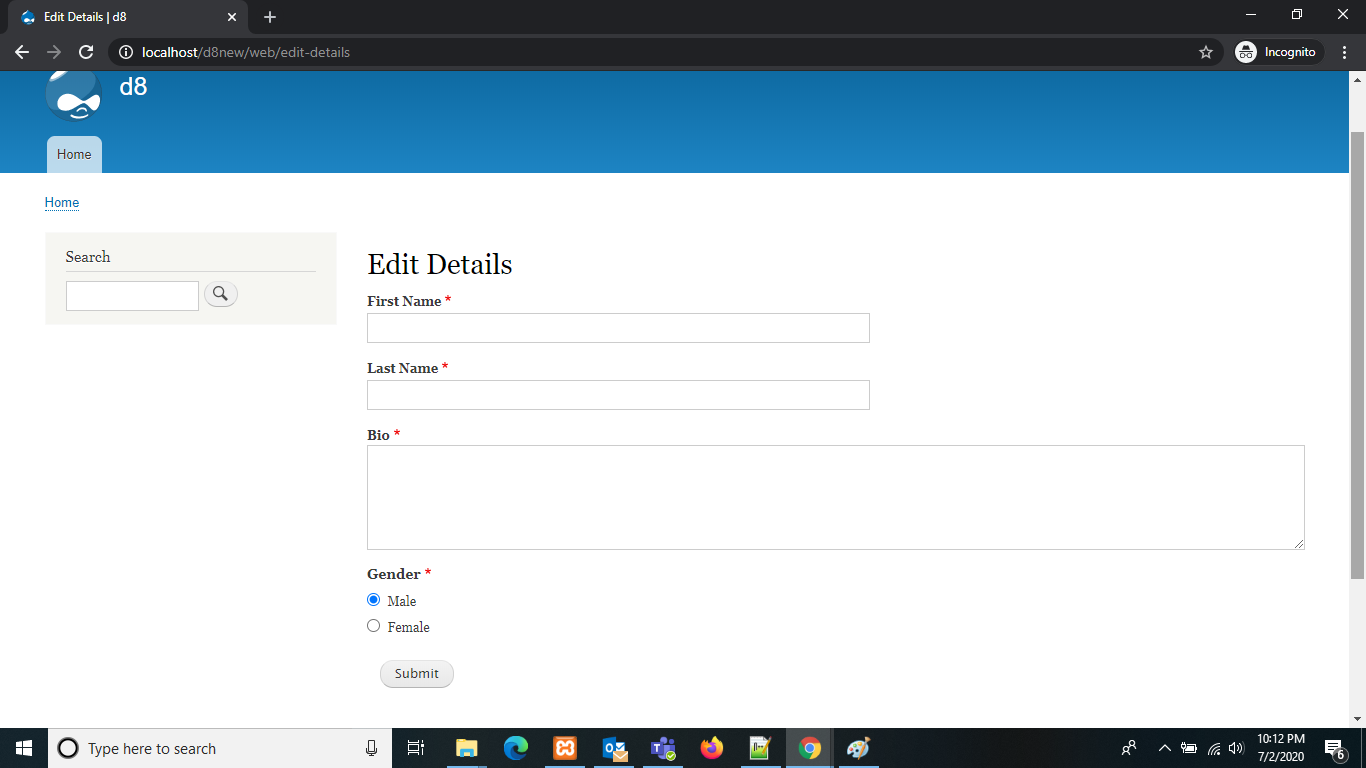 Edit Details | d8
localhost/d8new/web/edit-details
Incognito
d8
Home
Home
Search
Edit Details
First Name *
Last Name *
Bio *
Gender *
Male
Female
Submit
Type here to search
10:12 PM
7/2/2020
6